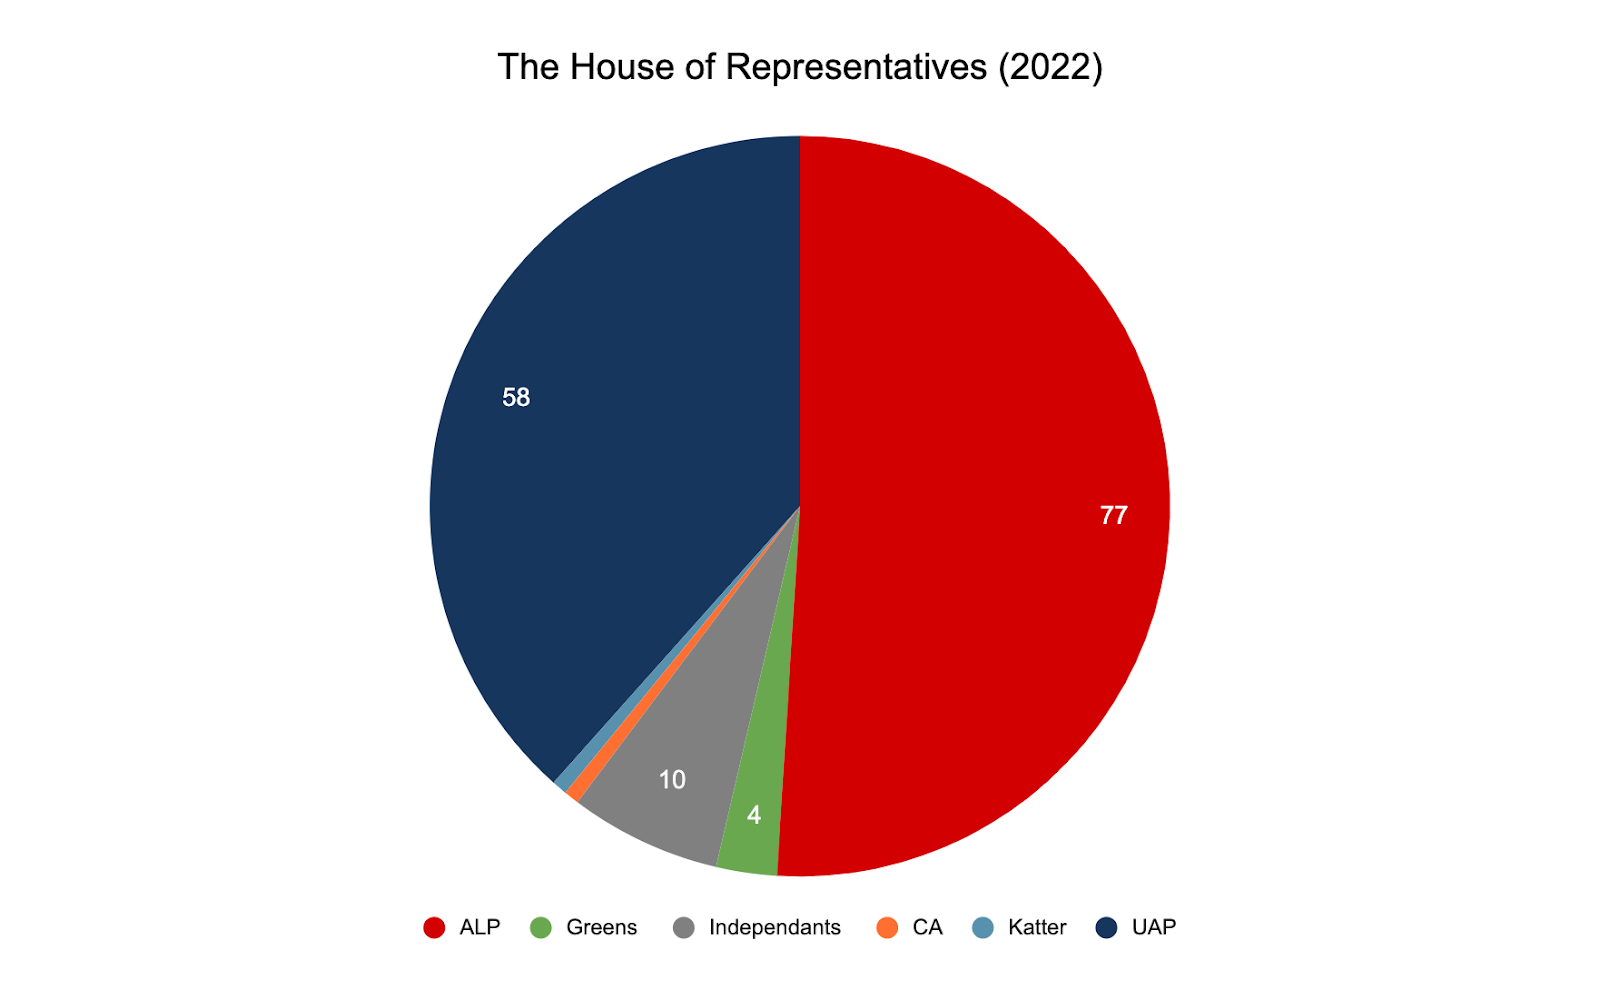 The House of Representatives (2022)
58
77
10
4
ALP Greens Independants CA Katter UAP